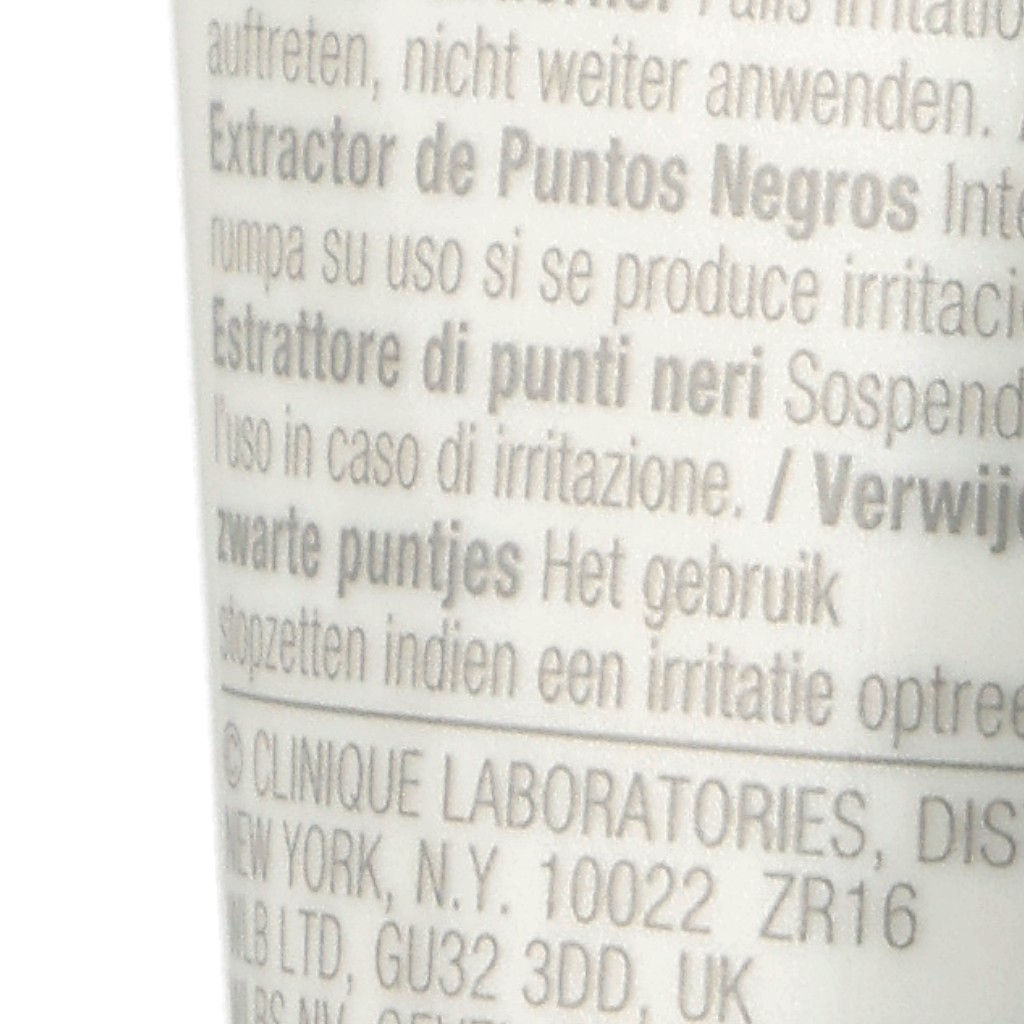 auftreten, nicht weiter anwenden.
Extractor de Puntos Negros Inte
rumpa su uso si se produce irritaci
Estrattore di punti neri Sospend
l'uso in caso di irritazione. / Verwij
zwarte puntjes Het gebruik
stopzetten indien een irritatie optree
© CLINIQUE LABORATORIES, DIS
NEW YORK, N.Y. 10022 ZR16
LTD, GU32 3DD, UK